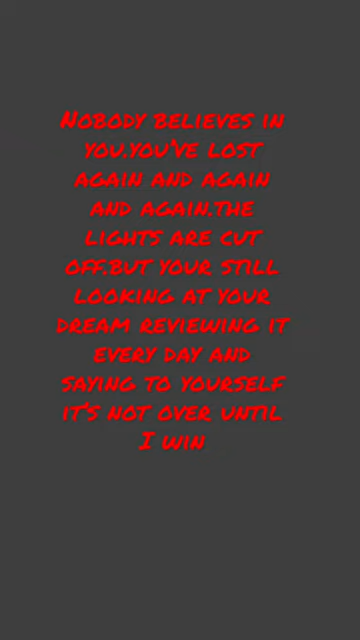 Nobody believes in
you.you've lost
again and again
and again.the
lights are cut
off.but your still
looking at your
dream reviewing it
every day and
saying to yourself
it's not over until
I win